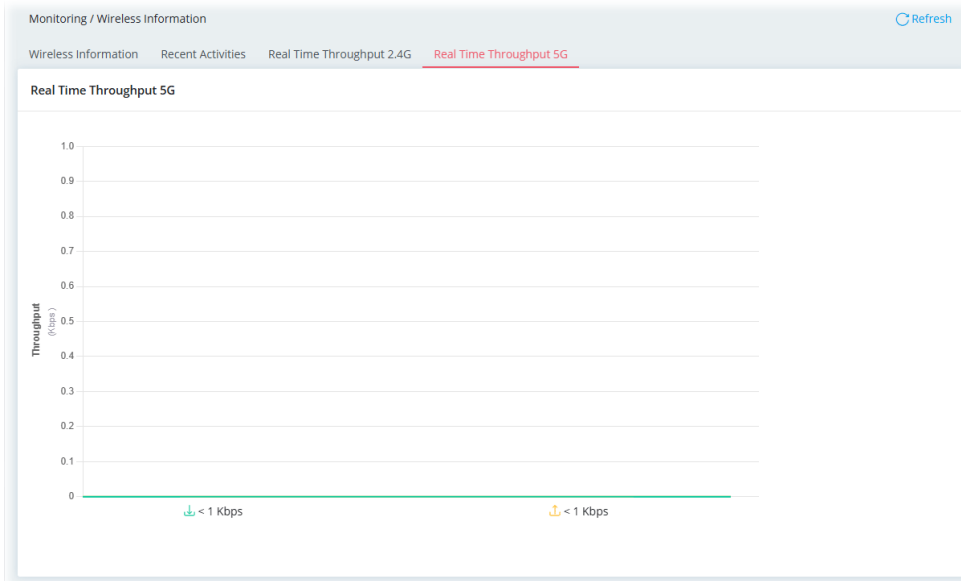 Monitoring / Wireless Information
Refresh
Wireless Information Recent Activities Real Time Throughput 2.4G Real Time Throughput 5G
Real Time Throughput 5G
1.0
0.9
0.8
0.7
0.6
0.5
0.4
0.3
0.2
0.1
0
Throughput
(Kbps)
< 1 Kbps
< 1 Kbps